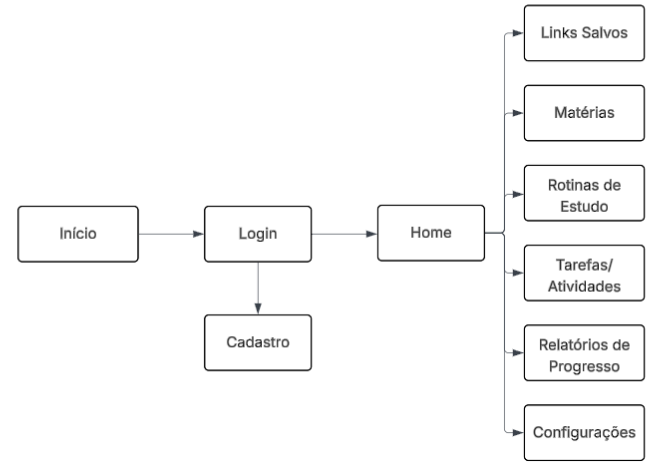 Início
Login
Cadastro
Home
Links Salvos
Matérias
Rotinas de
Estudo
Tarefas/
Atividades
Relatórios de
Progresso
Configurações